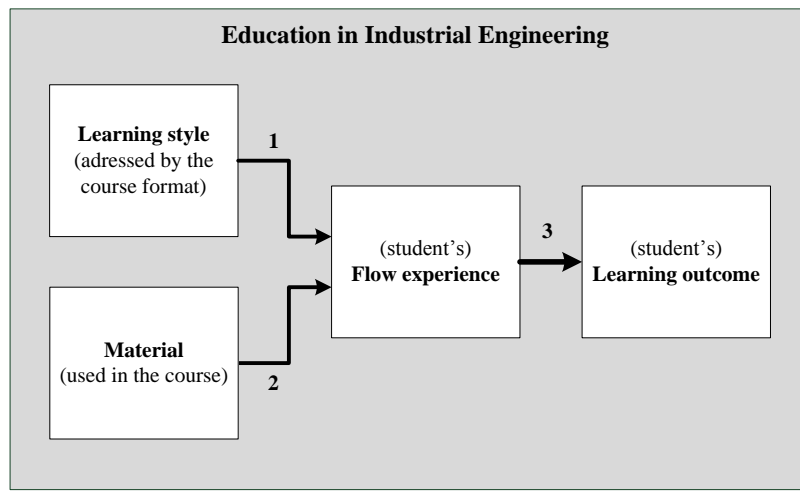 Education in Industrial Engineering
Learning style
(adressed by the
course format)
1
Material
(used in the course)
2
(student's)
Flow experience
3
(student's)
Learning outcome